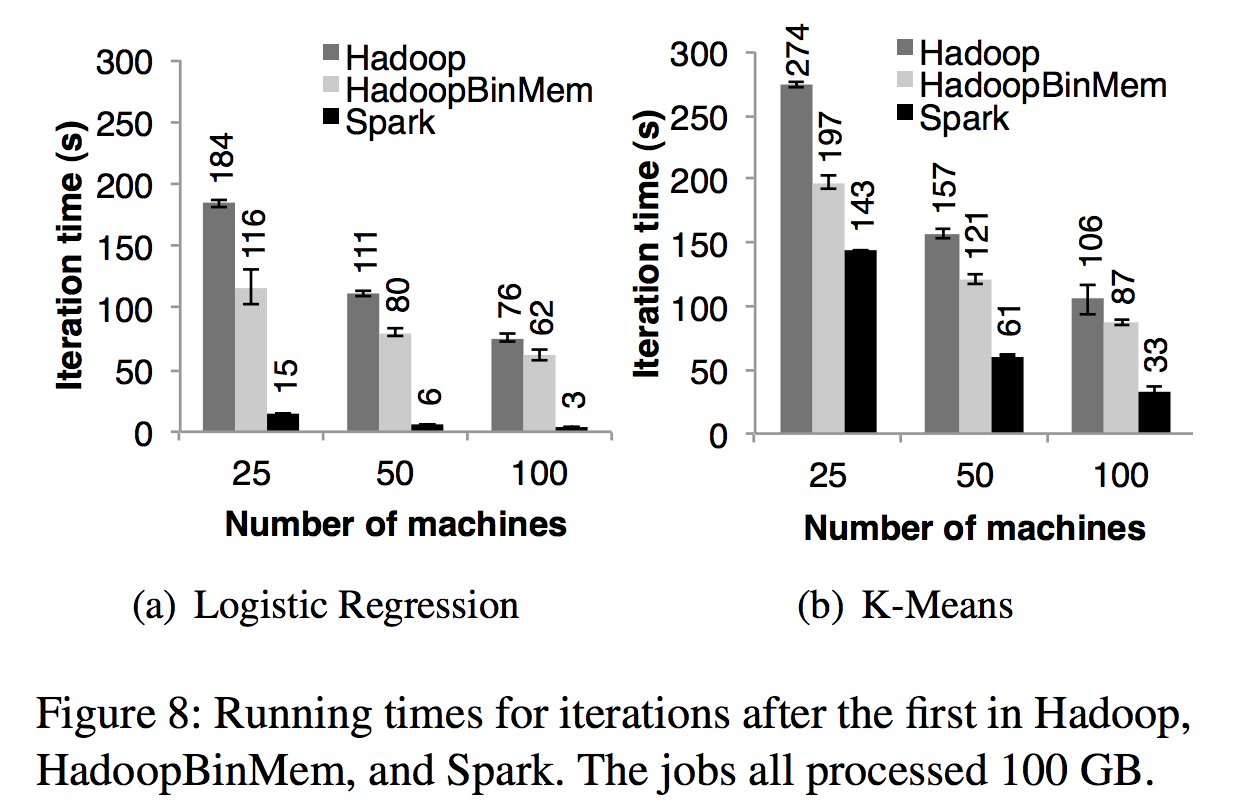 300
250
200
150
100
50
0
Iteration time (s)
Hadoop
HadoopBinMem
Spark
184
116
15
111
80
6
76
62
3
25 50 100
Number of machines
(a) Logistic Regression
300
250
200
150
100
50
0
Iteration time (s)
Hadoop
HadoopBinMem
Spark
274
197
143
157
121
61
106
87
33
25 50 100
Number of machines
(b) K-Means
Figure 8: Running times for iterations after the first in Hadoop,
HadoopBinMem, and Spark. The jobs all processed 100 GB.